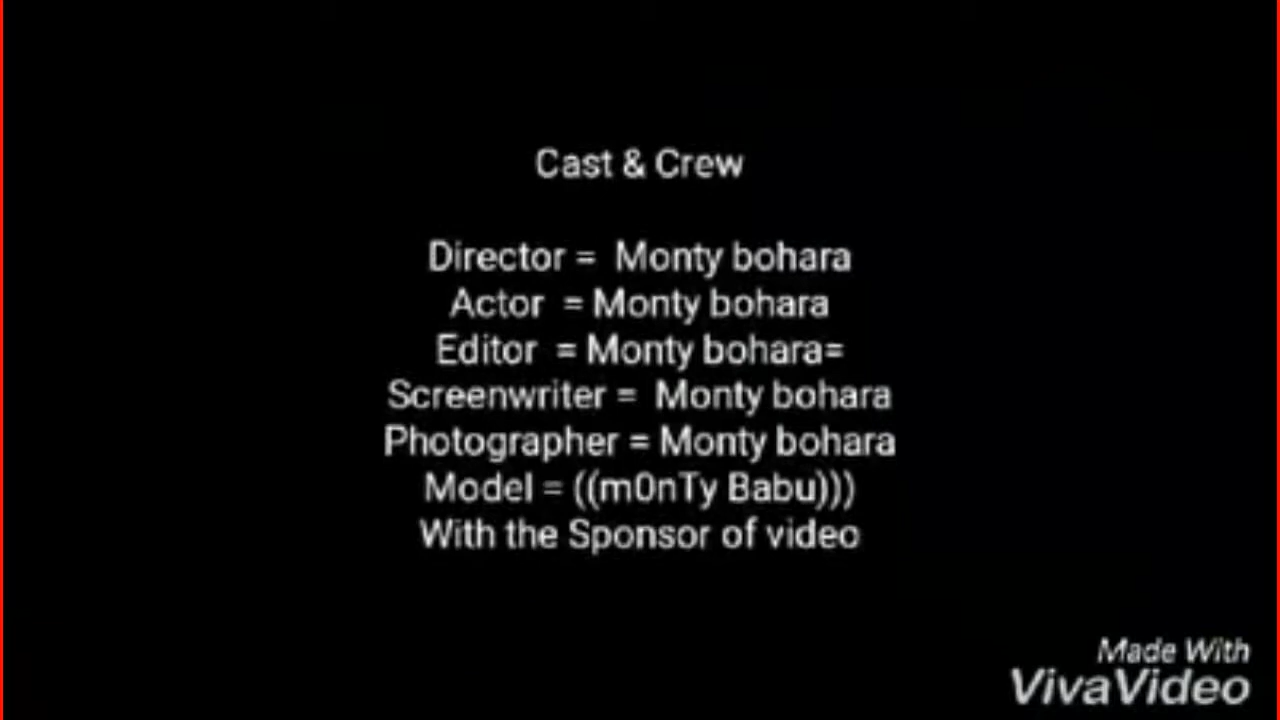 Cast & Crew
Director =  Monty bohara
Actor  = Monty bohara
Editor  = Monty bohara=
Screenwriter =  Monty bohara
Photographer = Monty bohara
Model = ((m0nTy Babu)))
With the Sponsor of video
Made With
VivaVideo